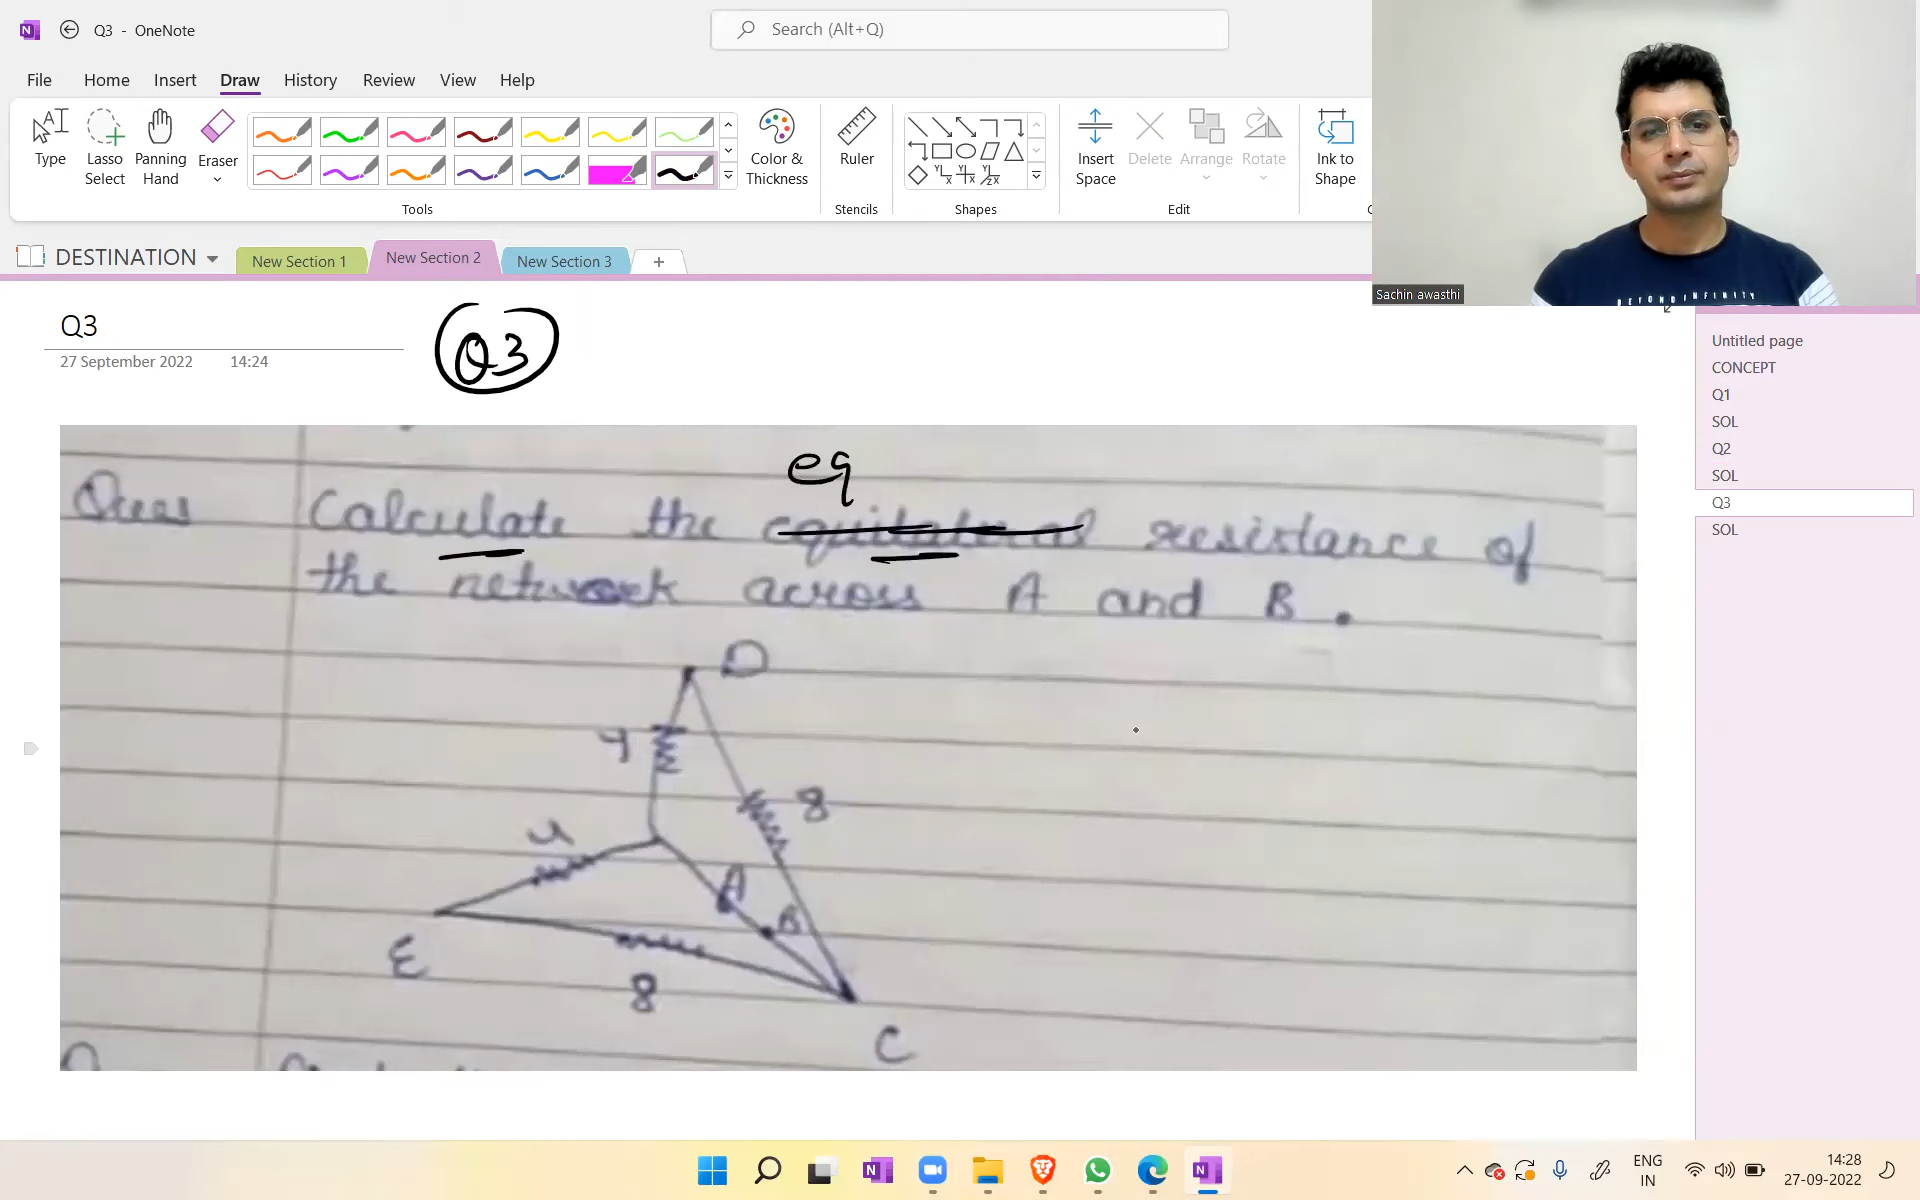 Q3 - OneNote
Search (Alt+Q)
File Home Insert Draw History Review View Help
Type
Lasso Select
Panning Hand
Eraser
Color & Thickness
Ruler
Insert Space
Delete
Arrange
Rotate
Ink to Shape
Tools
Stencils
Shapes
Edit
DESTINATION
New Section 1
New Section 2
New Section 3
BEYOND INFINITY
Sachin awasthi
Q3
27 September 2022 14:24
Q3
Untitled page
CONCEPT
Q1
SOL
Q2
SOL
Q3
SOL
eq
Ques Calculate the equilateral resistance of
the network across A and B.
D
4
8
4
A
B
E
8
C
ENG
IN
14:28
27-09-2022